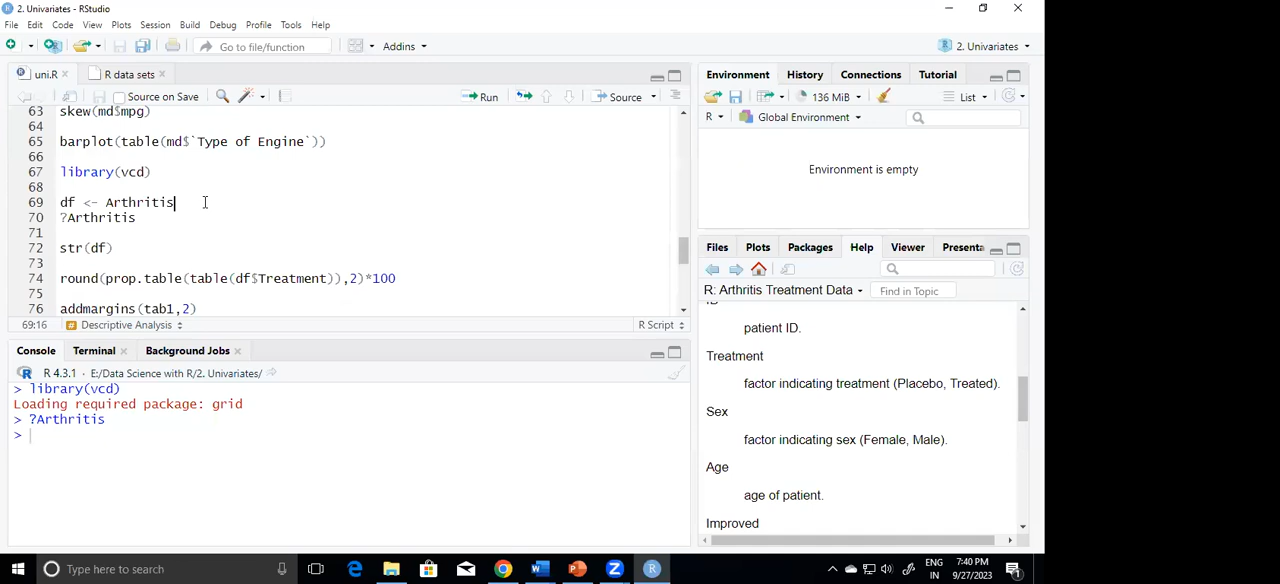 2. Univariates - RStudio
File Edit Code View Plots Session Build Debug Profile Tools Help
Go to file/function Addins 2. Univariates
uni.R R data sets
Source on Save Run Source
63 skew(md$mpg)
64
65 barplot(table(md$`Type of Engine`))
66
67 library(vcd)
68
69 df <- Arthritis
70 ?Arthritis
71
72 str(df)
73
74 round(prop.table(table(df$Treatment)),2)*100
75
76 addmargins(tab1,2)
69:16 # Descriptive Analysis R Script
Console Terminal Background Jobs
R 4.3.1 · E:/Data Science with R/2. Univariates/
> library(vcd)
Loading required package: grid
> ?Arthritis
>
Environment History Connections Tutorial
136 MiB List
R Global Environment
Environment is empty
Files Plots Packages Help Viewer Presenta
R: Arthritis Treatment Data Find in Topic
ID
patient ID.
Treatment
factor indicating treatment (Placebo, Treated).
Sex
factor indicating sex (Female, Male).
Age
age of patient.
Improved
Type here to search
ENG
IN
7:40 PM
9/27/2023
1